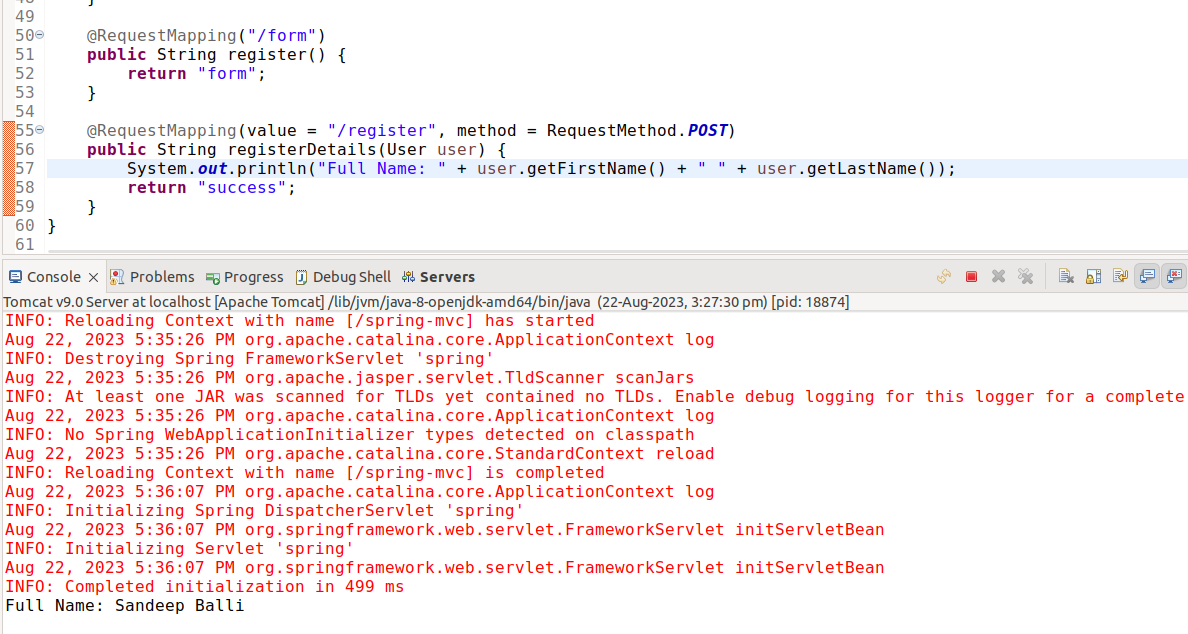 49
50 @RequestMapping("/form")
51 public String register() {
52 return "form";
53 }
54
55 @RequestMapping(value = "/register", method = RequestMethod.POST)
56 public String registerDetails(User user) {
57 System.out.println("Full Name: " + user.getFirstName() + " " + user.getLastName());
58 return "success";
59 }
60 }
61
Console Problems Progress Debug Shell Servers
Tomcat v9.0 Server at localhost [Apache Tomcat] /lib/jvm/java-8-openjdk-amd64/bin/java (22-Aug-2023, 3:27:30 pm) [pid: 18874]
INFO: Reloading Context with name [/spring-mvc] has started
Aug 22, 2023 5:35:26 PM org.apache.catalina.core.ApplicationContext log
INFO: Destroying Spring FrameworkServlet 'spring'
Aug 22, 2023 5:35:26 PM org.apache.jasper.servlet.TldScanner scanJars
INFO: At least one JAR was scanned for TLDs yet contained no TLDs. Enable debug logging for this logger for a complete
Aug 22, 2023 5:35:26 PM org.apache.catalina.core.ApplicationContext log
INFO: No Spring WebApplicationInitializer types detected on classpath
Aug 22, 2023 5:35:26 PM org.apache.catalina.core.StandardContext reload
INFO: Reloading Context with name [/spring-mvc] is completed
Aug 22, 2023 5:36:07 PM org.apache.catalina.core.ApplicationContext log
INFO: Initializing Spring DispatcherServlet 'spring'
Aug 22, 2023 5:36:07 PM org.springframework.web.servlet.FrameworkServlet initServletBean
INFO: Initializing Servlet 'spring'
Aug 22, 2023 5:36:07 PM org.springframework.web.servlet.FrameworkServlet initServletBean
INFO: Completed initialization in 499 ms
Full Name: Sandeep Balli